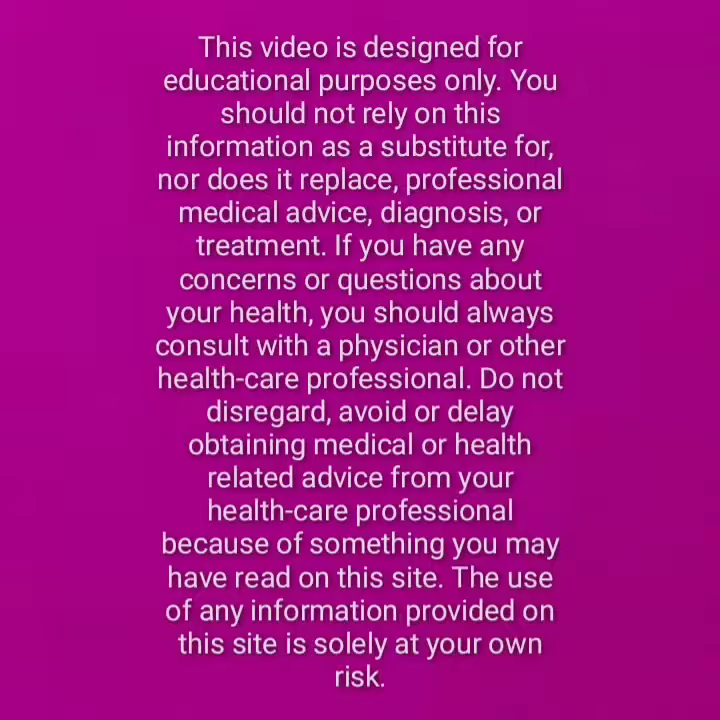 This video is designed for
educational purposes only. You
should not rely on this
information as a substitute for,
nor does it replace, professional
medical advice, diagnosis, or
treatment. If you have any
concerns or questions about
your health, you should always
consult with a physician or other
health-care professional. Do not
disregard, avoid or delay
obtaining medical or health
related advice from your
health-care professional
because of something you may
have read on this site. The use
of any information provided on
this site is solely at your own
risk.